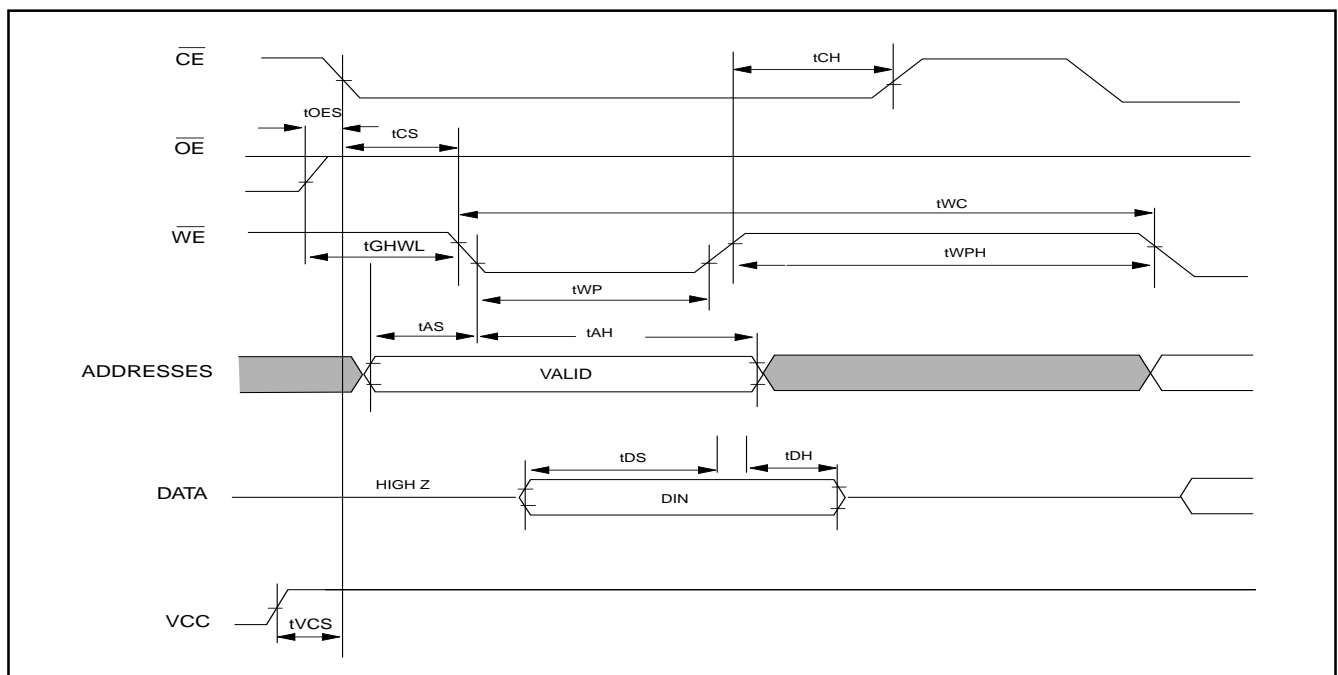 CE
tCH
tOES
tCS
OE
tWC
WE
tGHWL
tWPH
tWP
tAS
tAH
ADDRESSES
VALID
tDS
tDH
DATA
HIGH Z
DIN
VCC
tVCS